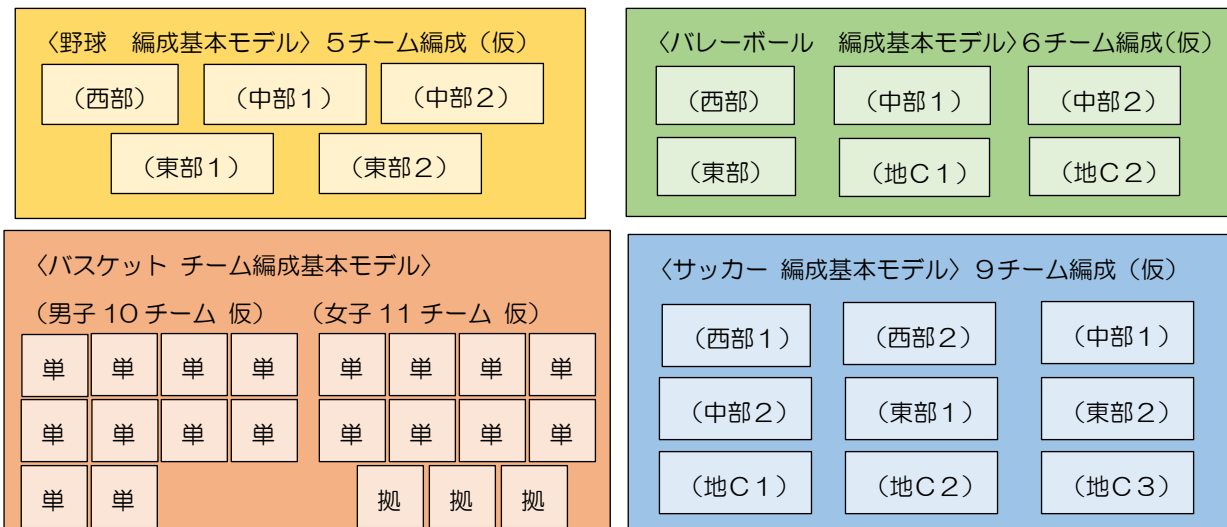 〈野球　編成基本モデル〉５チーム編成（仮）
（西部）　（中部１）　（中部２）
（東部１）　（東部２）
〈バレーボール　編成基本モデル〉６チーム編成(仮)
（西部）　（中部１）　（中部２）
（東部）　（地Ｃ１）　（地Ｃ２）
〈バスケット チーム編成基本モデル〉
（男子 10 チーム 仮）　（女子 11 チーム 仮）
単　単　単　単　単　単　単　単
単　単　単　単　単　単　単　単
単　単　拠　拠　拠
〈サッカー 編成基本モデル〉９チーム編成（仮）
（西部１）　（西部２）　（中部１）
（中部２）　（東部１）　（東部２）
（地Ｃ１）　（地Ｃ２）　（地Ｃ３）